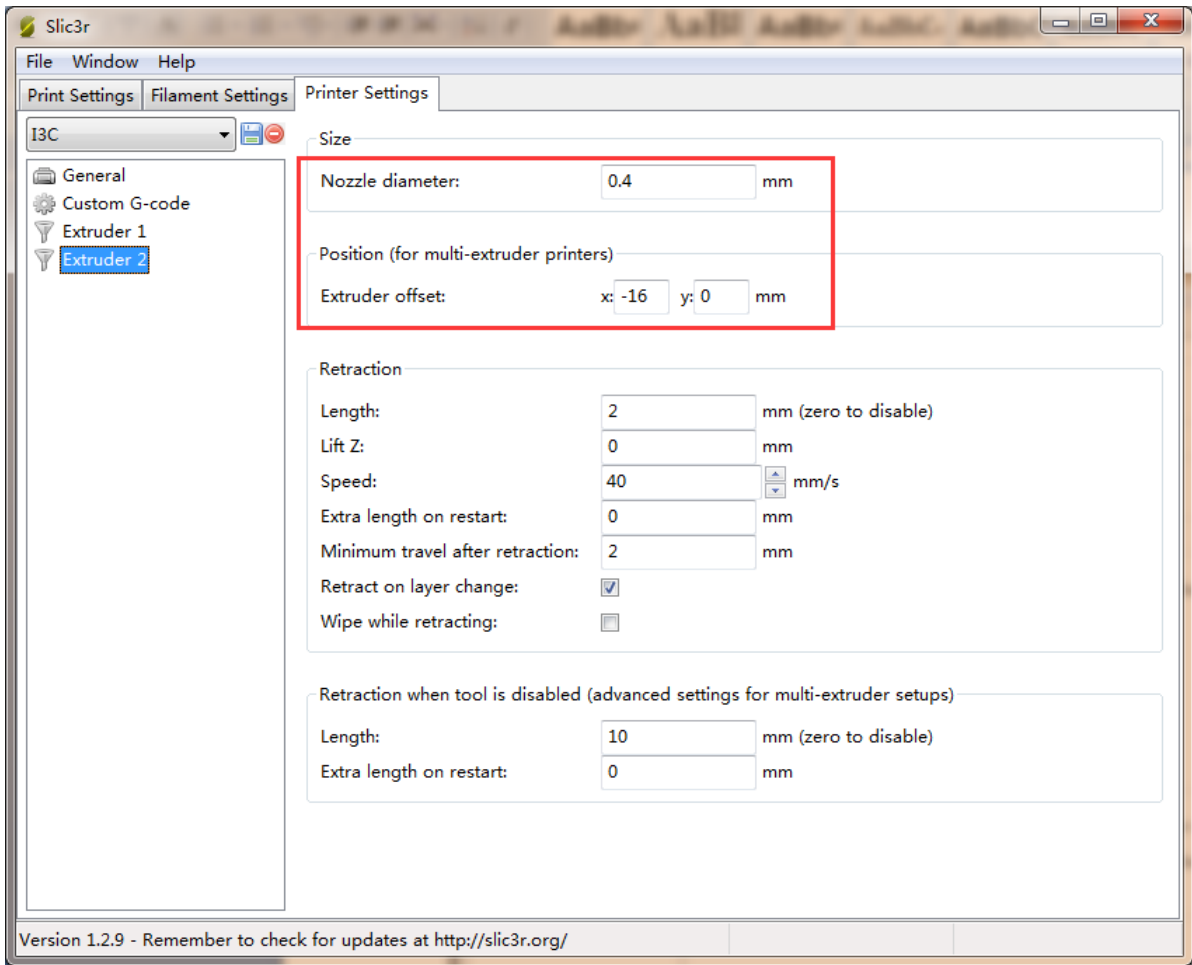 Slic3r
File Window Help
Print Settings Filament Settings Printer Settings
I3C
General
Custom G-code
Extruder 1
Extruder 2
Size
Nozzle diameter: 0.4 mm
Position (for multi-extruder printers)
Extruder offset: x: -16 y: 0 mm
Retraction
Length: 2 mm (zero to disable)
Lift Z: 0 mm
Speed: 40 mm/s
Extra length on restart: 0 mm
Minimum travel after retraction: 2 mm
Retract on layer change:
Wipe while retracting:
Retraction when tool is disabled (advanced settings for multi-extruder setups)
Length: 10 mm (zero to disable)
Extra length on restart: 0 mm
Version 1.2.9 - Remember to check for updates at http://slic3r.org/